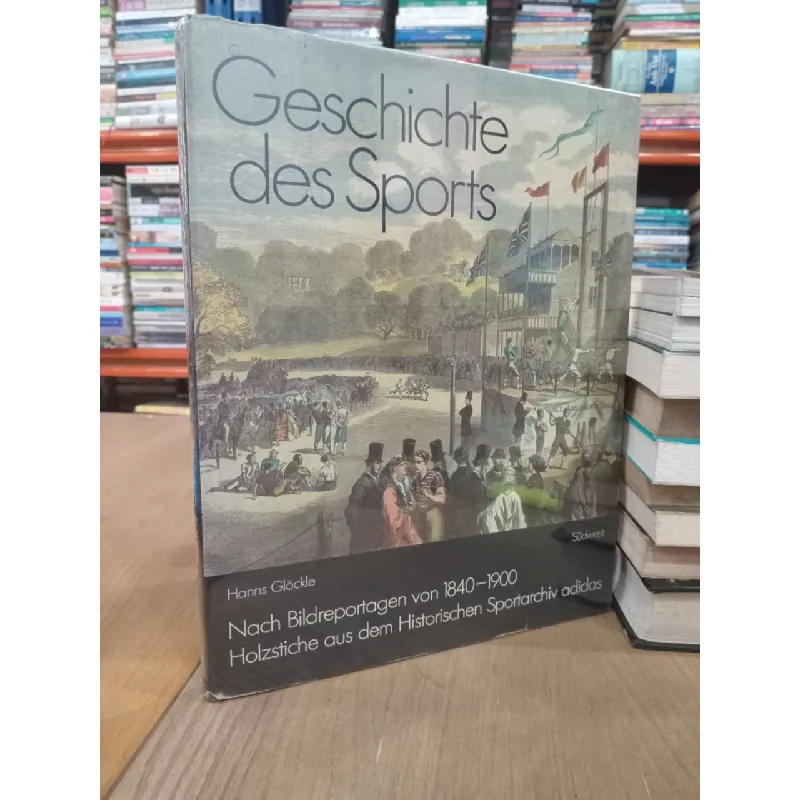 Geschichte
des Sports
Südwest
Hanns Glöckle
Nach Bildreportagen von 1840–1900
Holzstiche aus dem Historischen Sportarchiv adidas